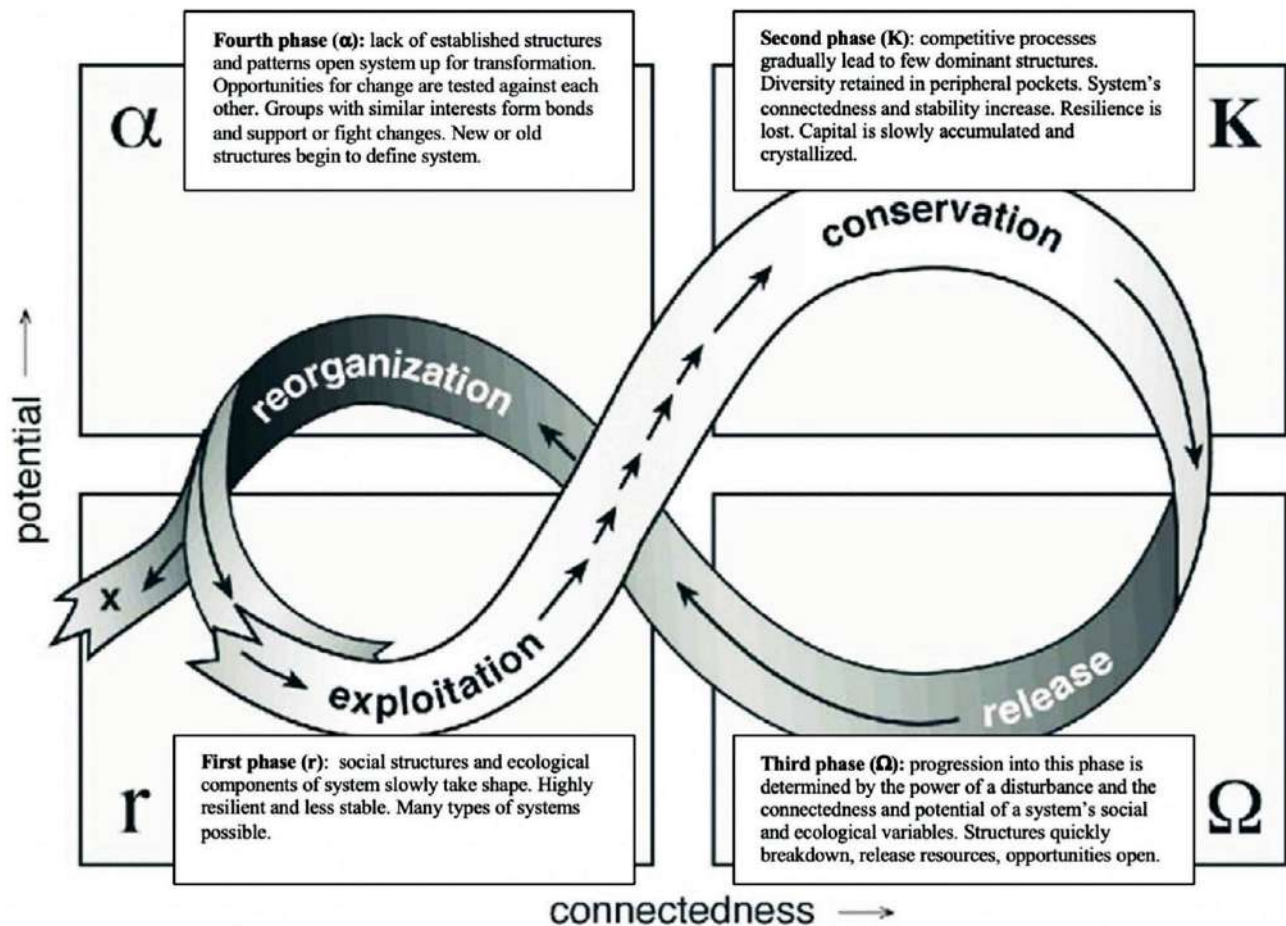 Fourth phase (α): lack of established structures
and patterns open system up for transformation.
Opportunities for change are tested against each
other. Groups with similar interests form bonds
and support or fight changes. New or old
structures begin to define system.
Second phase (K): competitive processes
gradually lead to few dominant structures.
Diversity retained in peripheral pockets. System's
connectedness and stability increase. Resilience is
lost. Capital is slowly accumulated and
crystallized.
α
K
conservation
reorganization
potential
x
exploitation
release
First phase (r): social structures and ecological
components of system slowly take shape. Highly
resilient and less stable. Many types of systems
possible.
Third phase (Ω): progression into this phase is
determined by the power of a disturbance and the
connectedness and potential of a system's social
and ecological variables. Structures quickly
breakdown, release resources, opportunities open.
r
Ω
connectedness